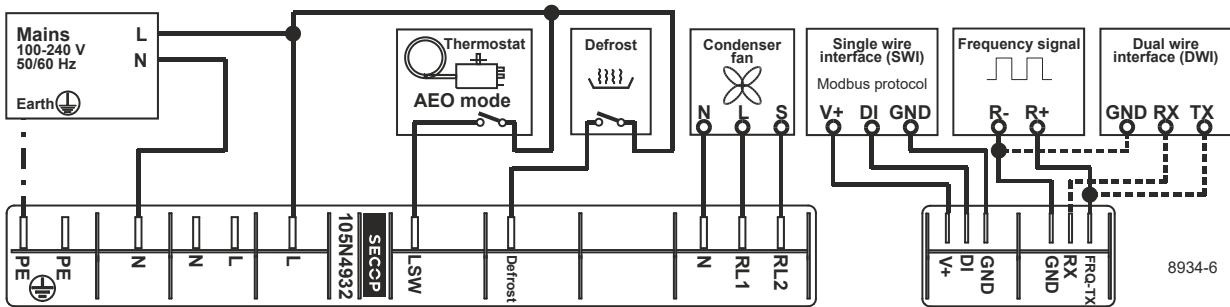 Mains
100-240 V
50/60 Hz
L
N
Earth
Thermostat
AEO mode
Defrost
Condenser
fan
N L S
Single wire
interface (SWI)
Modbus protocol
V+ DI GND
Frequency signal
R- R+
Dual wire
interface (DWI)
GND RX TX
PE
PE
N
N
L
L
105N4932
SECOP
LSW
Defrost
N
RL1
RL2
V+
DI
GND
GND
RX
FRQ-TX
8934-6